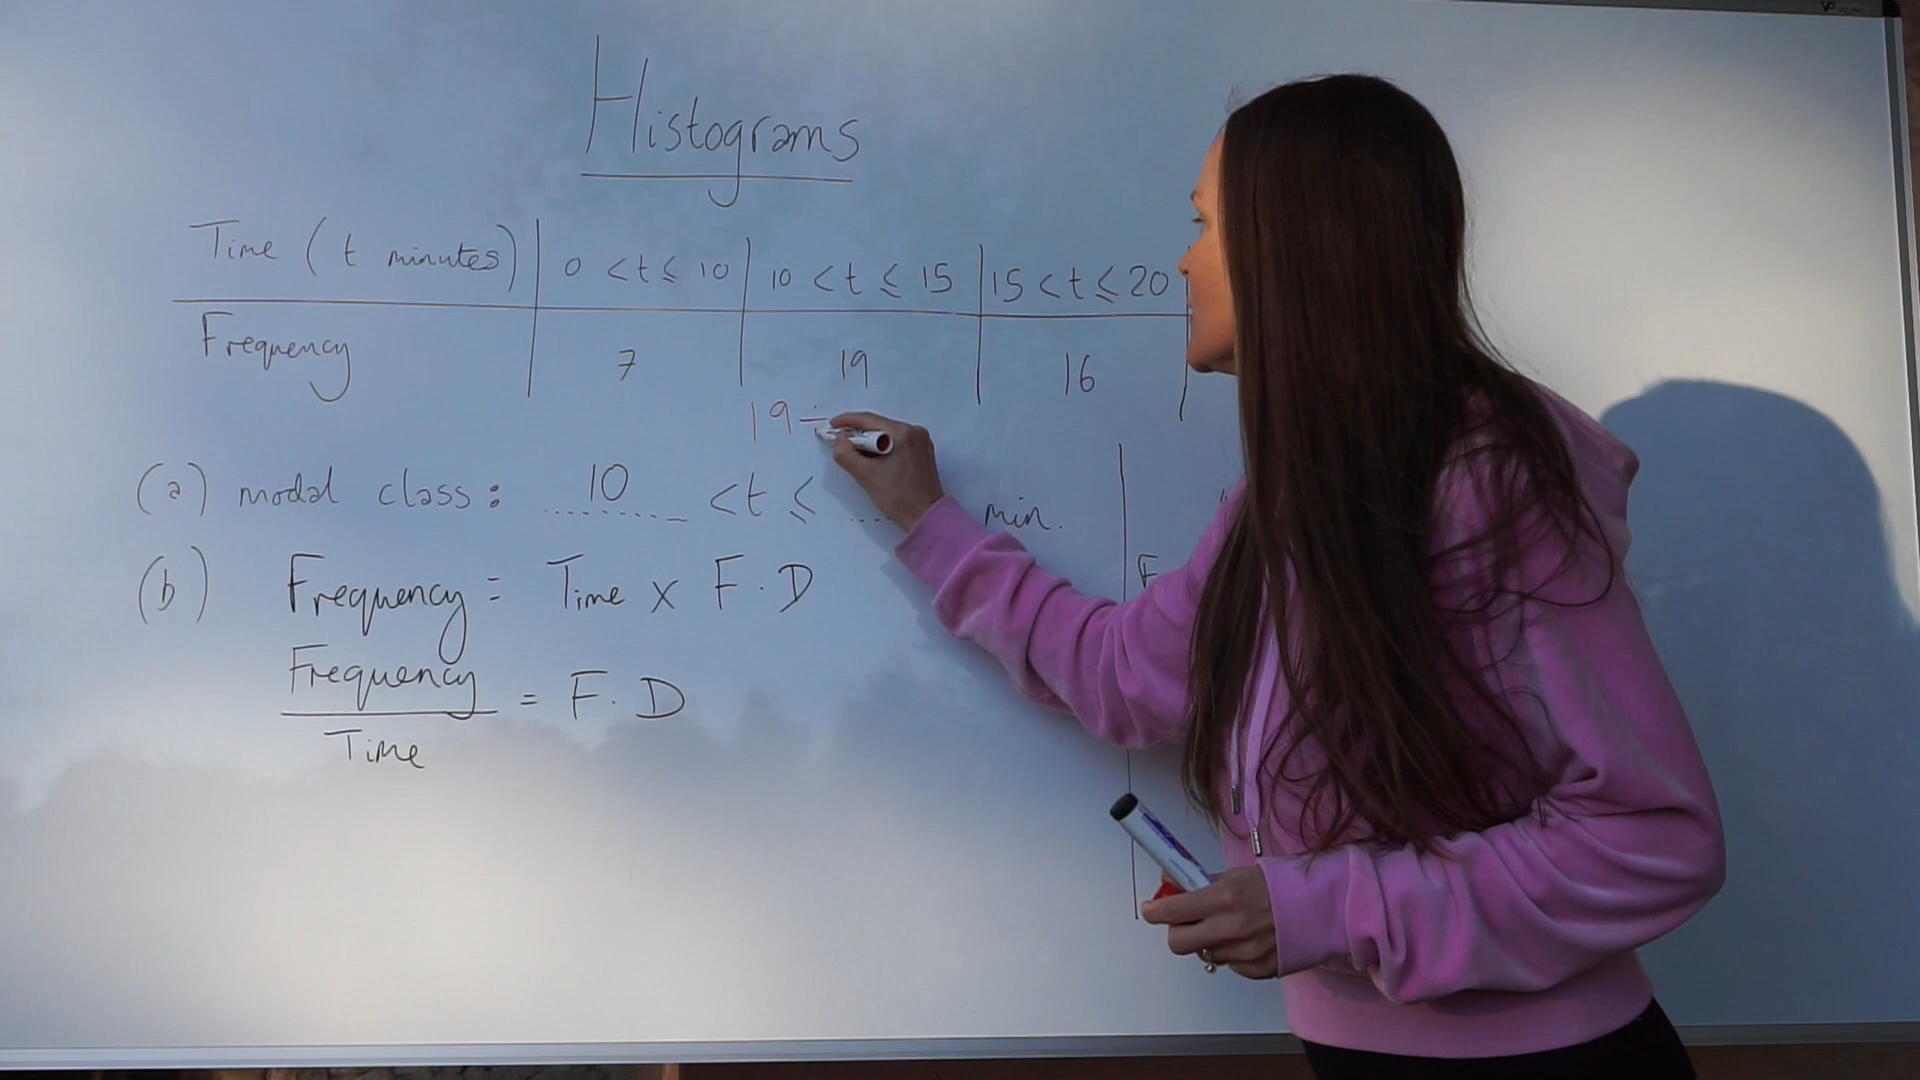 Histograms
Time (t minutes) 0 < t ≤ 10 10 < t ≤ 15 15 < t ≤ 20
Frequency 7 19 16
19 ÷
(a) modal class: 10 < t ≤ min.
(b) Frequency = Time x F.D
Frequency
Time
= F.D
F